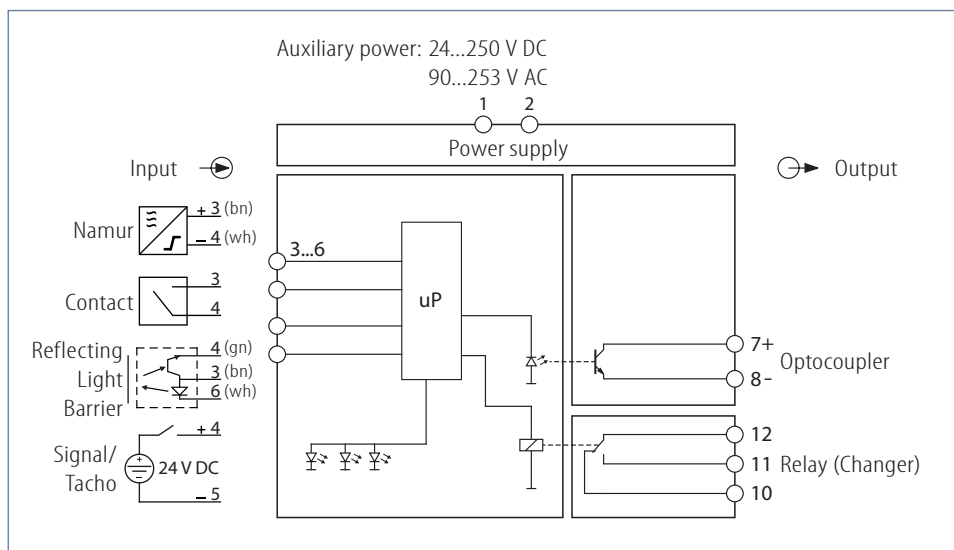 Auxiliary power: 24...250 V DC
90...253 V AC
1 2
Power supply
Input
Output
Namur
+ 3 (bn)
– 4 (wh)
3...6
Contact
3
4
uP
Reflecting
Light
Barrier
4 (gn)
3 (bn)
6 (wh)
7+
8–
Optocoupler
Signal/
Tacho
+ 4
24 V DC
– 5
12
11
10
Relay (Changer)